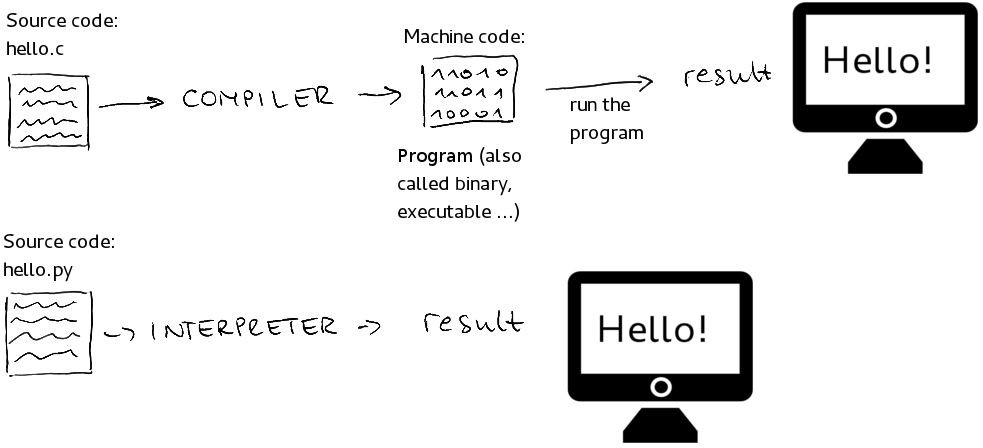 Source code:
hello.c
COMPILER
Machine code:
11010
11011
10001
Program (also
called binary,
executable ...)
run the
program
result
Hello!
Source code:
hello.py
INTERPRETER
result
Hello!